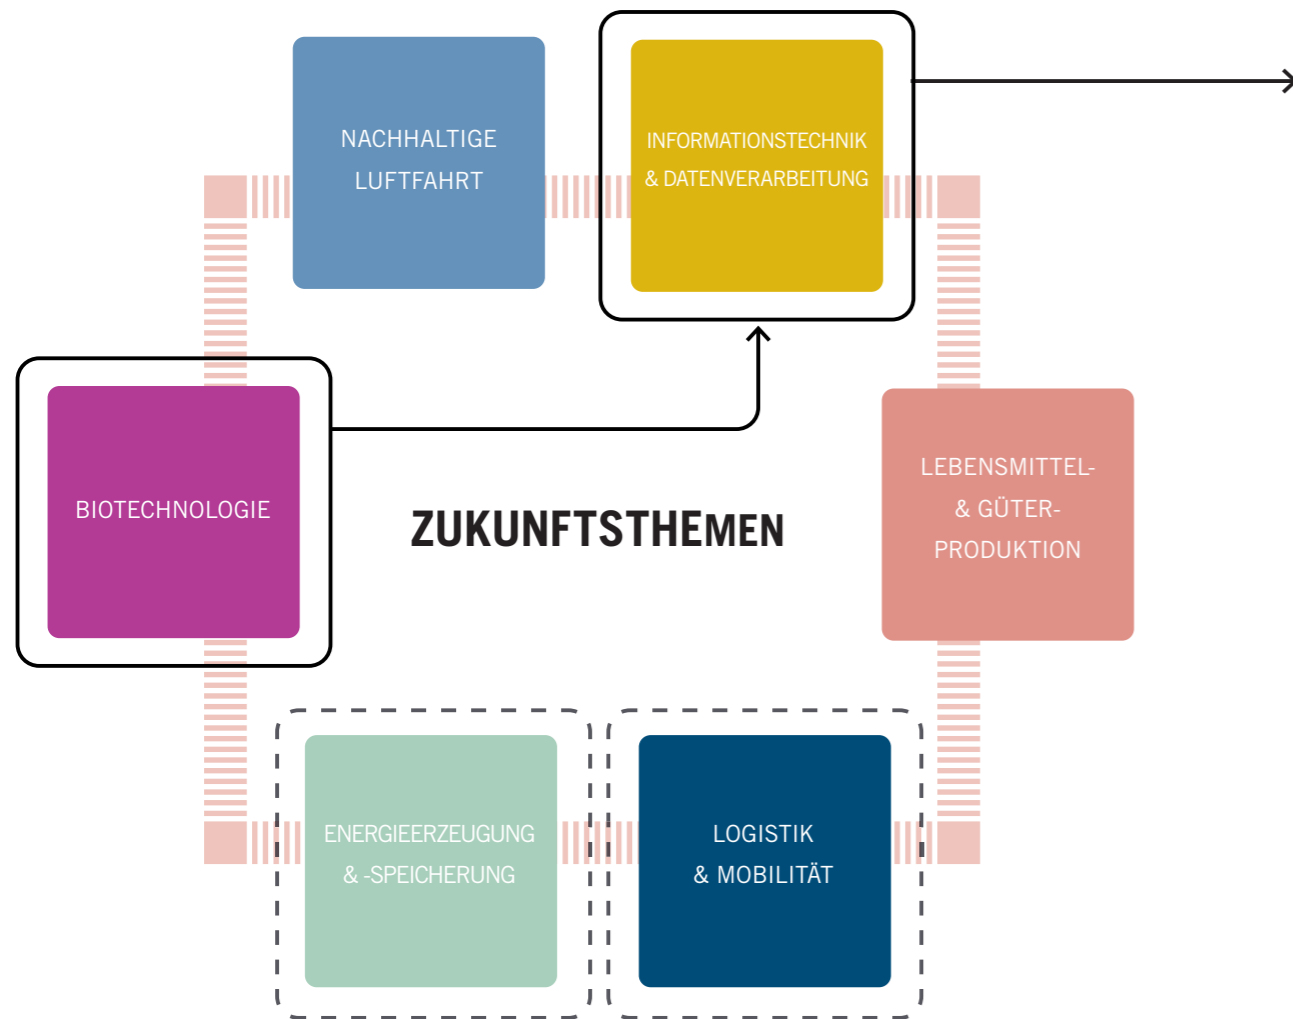 NACHHALTIGE
LUFTFAHRT
INFORMATIONSTECHNIK
& DATENVERARBEITUNG
BIOTECHNOLOGIE
ZUKUNFTSTHEMEN
LEBENSMITTEL-
& GÜTER-
PRODUKTION
ENERGIEERZEUGUNG
& -SPEICHERUNG
LOGISTIK
& MOBILITÄT